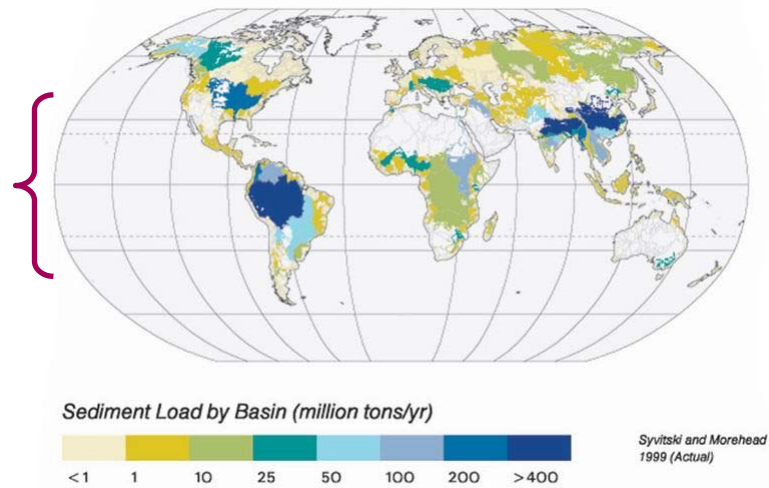 Sediment Load by Basin (million tons/yr)
<1 1 10 25 50 100 200 >400
Syvitski and Morehead
1999 (Actual)